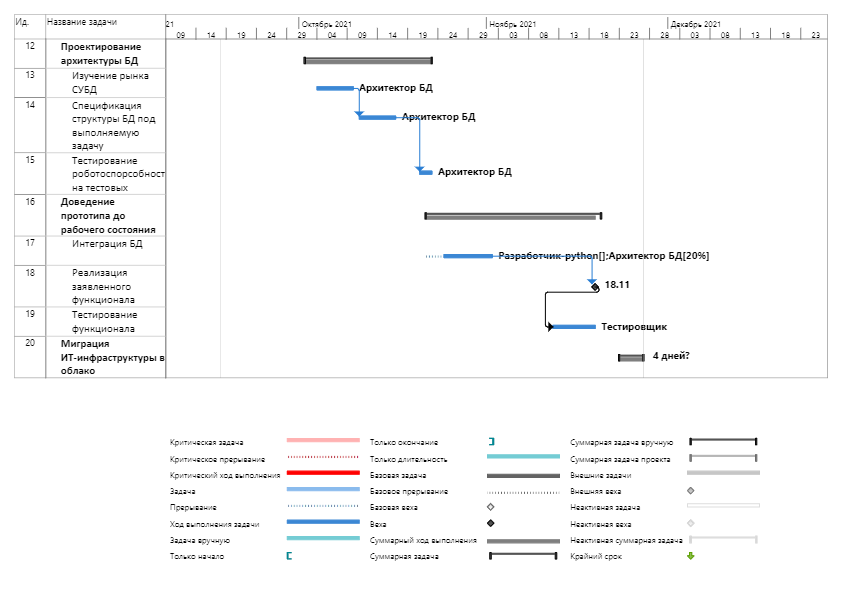 Ид.
Название задачи
21
Октябрь 2021
Ноябрь 2021
Декабрь 2021
09 14 19 24 29 04 09 14 19 24 29 03 08 13 18 23 28 03 08 13 18 23
12
Проектирование
архитектуры БД
13
Изучение рынка
СУБД
Архитектор БД
14
Спецификация
структуры БД под
выполняемую
задачу
Архитектор БД
15
Тестирование
роботоспорсобност
на тестовых
Архитектор БД
16
Доведение
прототипа до
рабочего состояния
17
Интеграция БД
Разработчик-python[];Архитектор БД[20%]
18
Реализация
заявленного
функционала
18.11
19
Тестирование
функционала
Тестировщик
20
Миграция
ИТ-инфраструктуры в
облако
4 дней?
Критическая задача
Только окончание
Суммарная задача вручную
Критическое прерывание
Только длительность
Суммарная задача проекта
Критический ход выполнения
Базовая задача
Внешние задачи
Задача
Базовое прерывание
Внешняя веха
Прерывание
Базовая веха
Неактивная задача
Ход выполнения задачи
Веха
Неактивная веха
Задача вручную
Суммарный ход выполнения
Неактивная суммарная задача
Только начало
Суммарная задача
Крайний срок